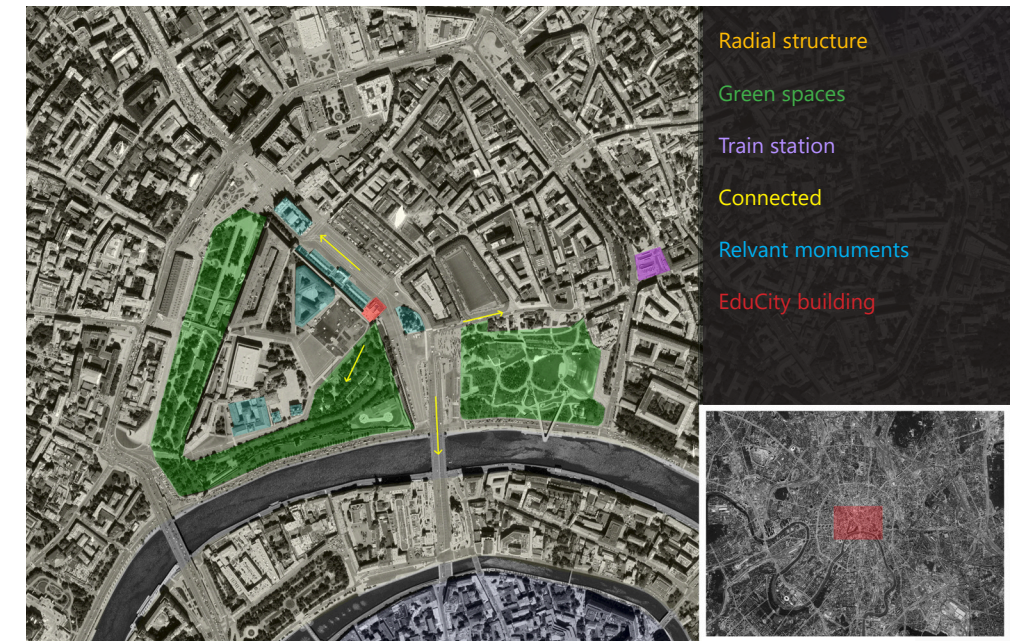 Radial structure
Green spaces
Train station
Connected
Relvant monuments
EduCity building